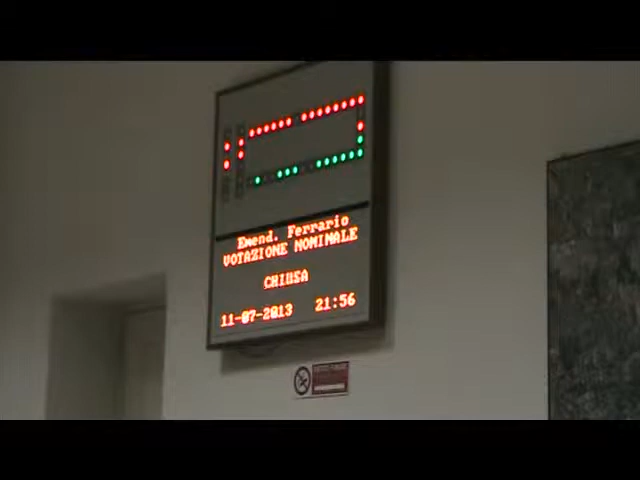 Emend. Ferrario
VOTAZIONE NOMINALE
CHIUSA
11-07-2013 21:56